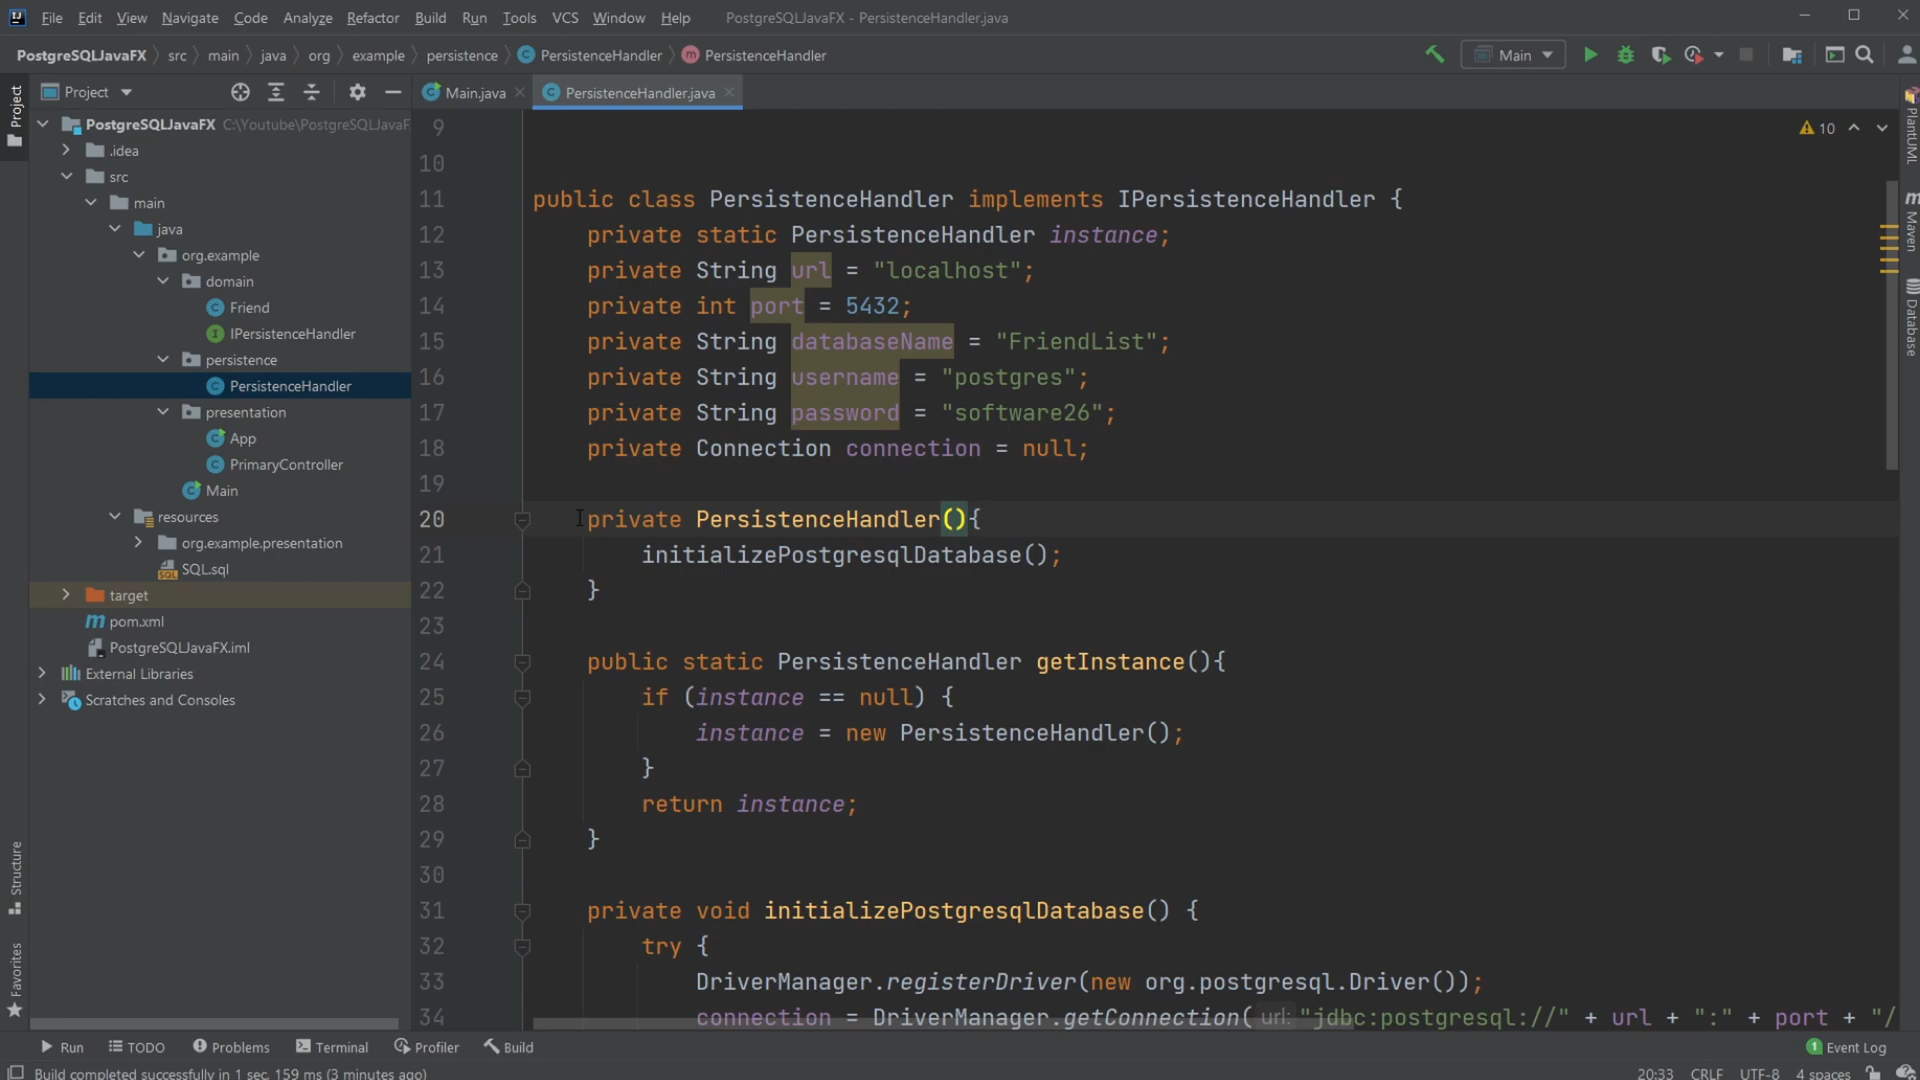 File Edit View Navigate Code Analyze Refactor Build Run Tools VCS Window Help PostgreSQLJavaFX - PersistenceHandler.java
PostgreSQLJavaFX src main java org example persistence PersistenceHandler PersistenceHandler Main
Project
Main.java PersistenceHandler.java
Project
PostgreSQLJavaFX C:\Youtube\PostgreSQLJavaF
.idea
src
main
java
org.example
domain
Friend
IPersistenceHandler
persistence
PersistenceHandler
presentation
App
PrimaryController
Main
resources
org.example.presentation
SQL.sql
target
pom.xml
PostgreSQLJavaFX.iml
External Libraries
Scratches and Consoles
Structure
Favorites
10
9
10
11 public class PersistenceHandler implements IPersistenceHandler {
12 private static PersistenceHandler instance;
13 private String url = "localhost";
14 private int port = 5432;
15 private String databaseName = "FriendList";
16 private String username = "postgres";
17 private String password = "software26";
18 private Connection connection = null;
19
20 private PersistenceHandler(){
21 initializePostgresqlDatabase();
22 }
23
24 public static PersistenceHandler getInstance(){
25 if (instance == null) {
26 instance = new PersistenceHandler();
27 }
28 return instance;
29 }
30
31 private void initializePostgresqlDatabase() {
32 try {
33 DriverManager.registerDriver(new org.postgresql.Driver());
34 connection = DriverManager.getConnection( url: "jdbc:postgresql://" + url + ":" + port + "/
PlantUML
Maven
Database
Run TODO Problems Terminal Profiler Build 1 Event Log
Build completed successfully in 1 sec, 159 ms (3 minutes ago) 20:33 CRLF UTF-8 4 spaces